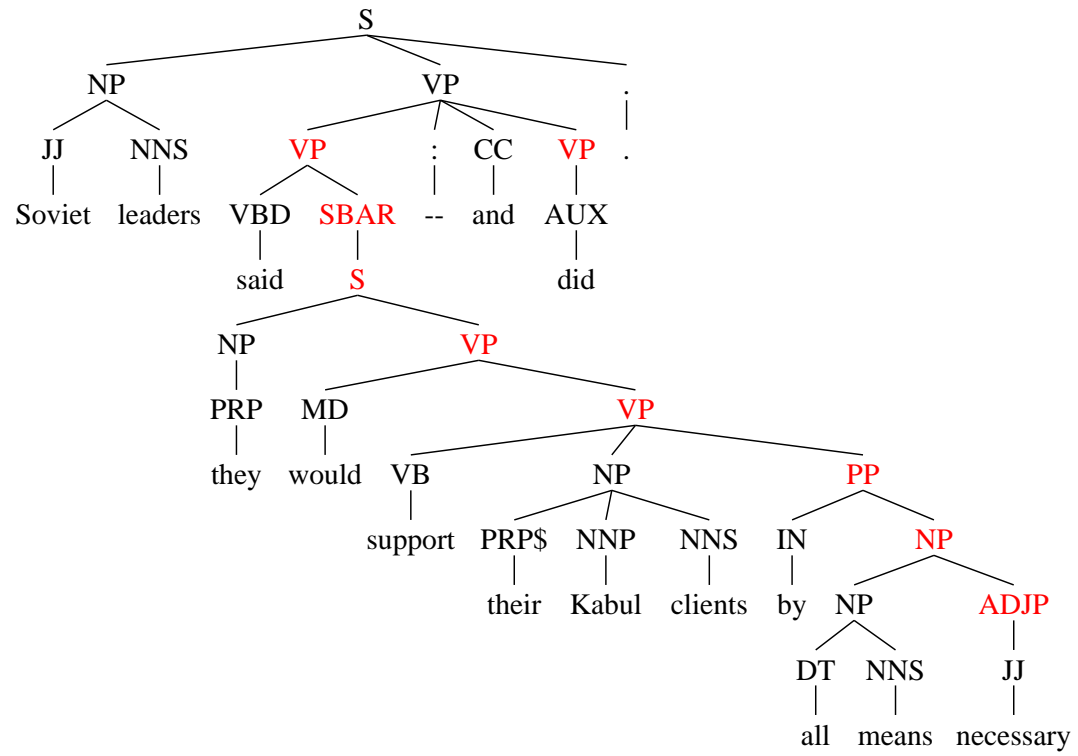 S
NP VP .
JJ NNS VP : CC VP .
Soviet leaders VBD SBAR -- and AUX
said S did
NP VP
PRP MD VP
they would VB NP PP
support PRP$ NNP NNS IN NP
their Kabul clients by NP ADJP
DT NNS JJ
all means necessary